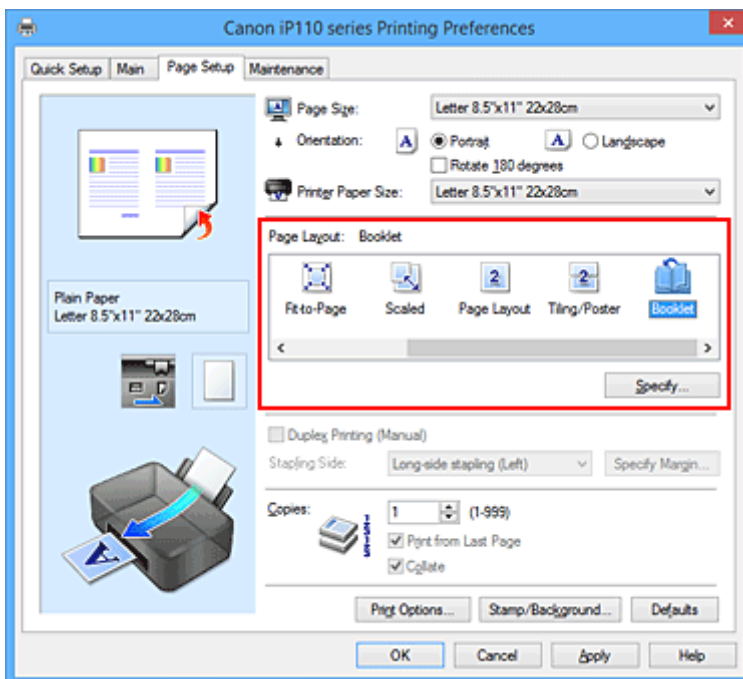 Canon iP110 series Printing Preferences
Quick Setup Main Page Setup Maintenance
Page Size: Letter 8.5"x11" 22x28cm
Orientation: A Portrait A Landscape
Rotate 180 degrees
Printer Paper Size: Letter 8.5"x11" 22x28cm
Page Layout: Booklet
2 2
Fit-to-Page Scaled Page Layout Tiling/Poster Booklet
Specify...
Plain Paper
Letter 8.5"x11" 22x28cm
Duplex Printing (Manual)
Stapling Side: Long-side stapling (Left) Specify Margin...
Copies: 1 (1-999)
Print from Last Page
Collate
A
Print Options... Stamp/Background... Defaults
OK Cancel Apply Help